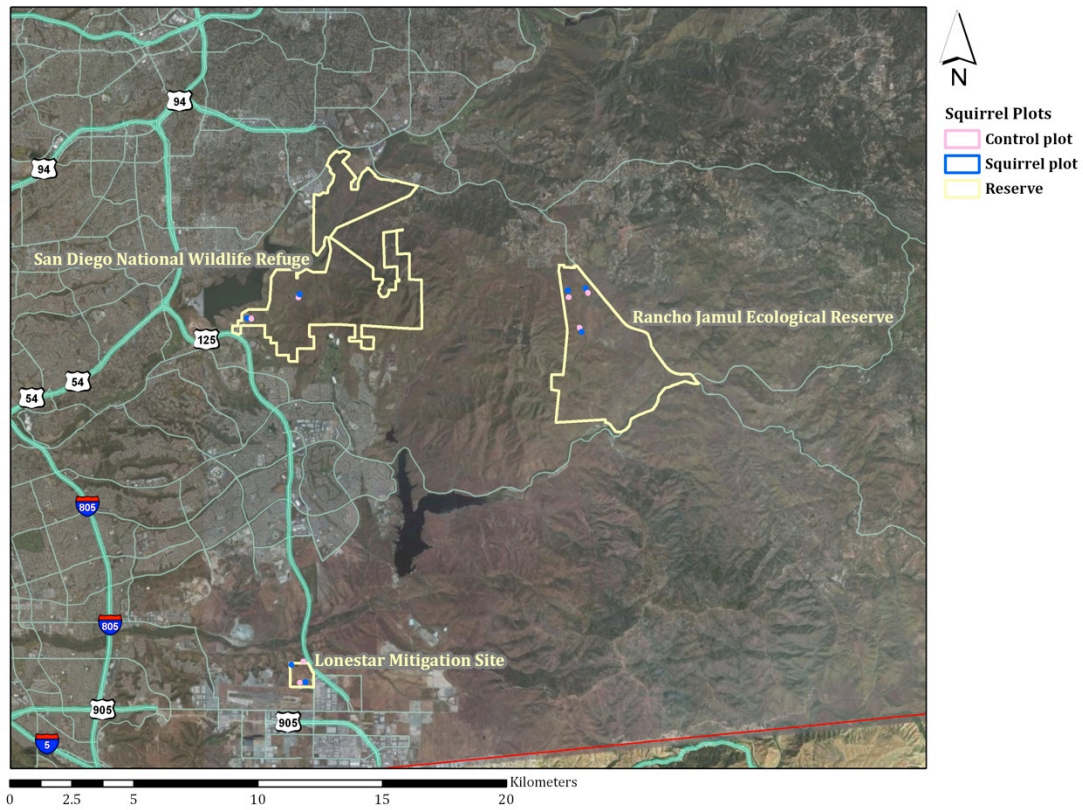 94
94
N
Squirrel Plots
Control plot
Squirrel plot
Reserve
San Diego National Wildlife Refuge
Rancho Jamul Ecological Reserve
125
54
54
805
805
Lonestar Mitigation Site
905
905
5
Kilometers
0 2.5 5 10 15 20